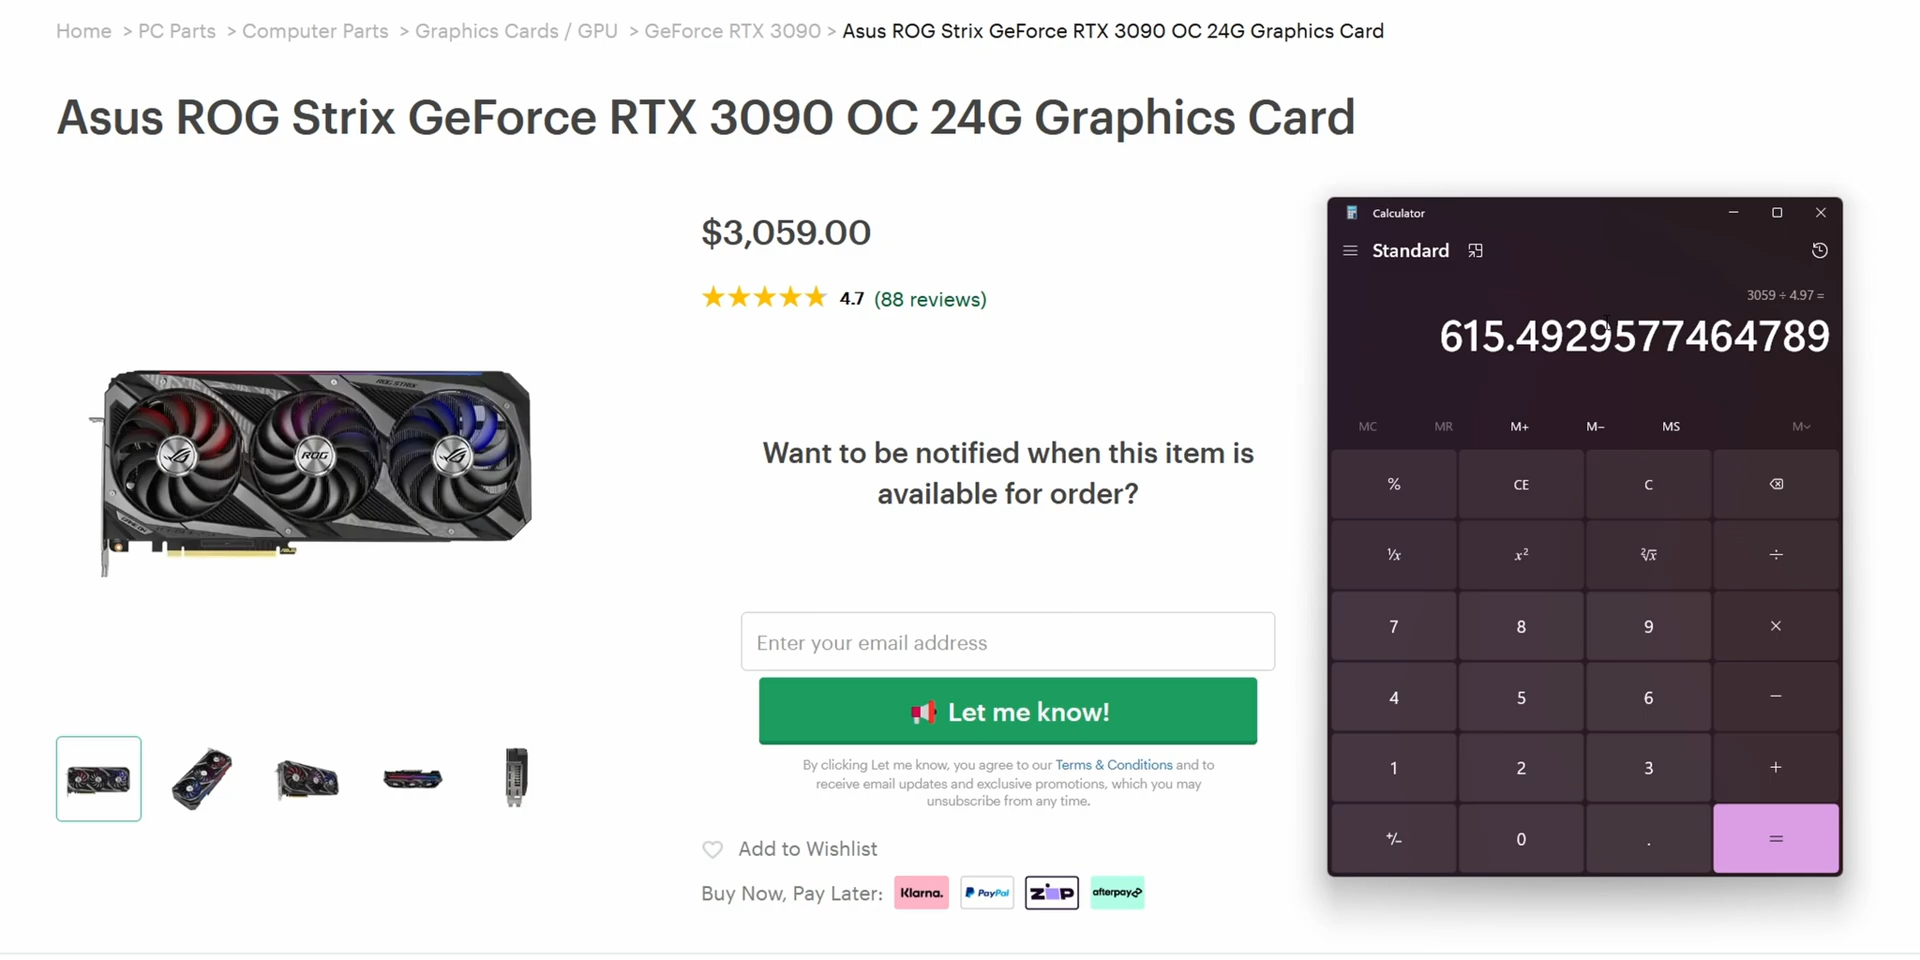 Home > PC Parts > Computer Parts > Graphics Cards / GPU > GeForce RTX 3090 > Asus ROG Strix GeForce RTX 3090 OC 24G Graphics Card
Asus ROG Strix GeForce RTX 3090 OC 24G Graphics Card
$3,059.00
4.7 (88 reviews)
ROG STRIX
ROG
Want to be notified when this item is
available for order?
Enter your email address
Let me know!
By clicking Let me know, you agree to our Terms & Conditions and to
receive email updates and exclusive promotions, which you may
unsubscribe from any time.
Add to Wishlist
Buy Now, Pay Later: Klarna. PayPal ZIP afterpay
Calculator
Standard
3059 ÷ 4.97 =
615.4929577464789
MC MR M+ M− MS M˅
% CE C
⅟x x² ²√x ÷
7 8 9 ×
4 5 6 −
1 2 3 +
+/− 0 . =